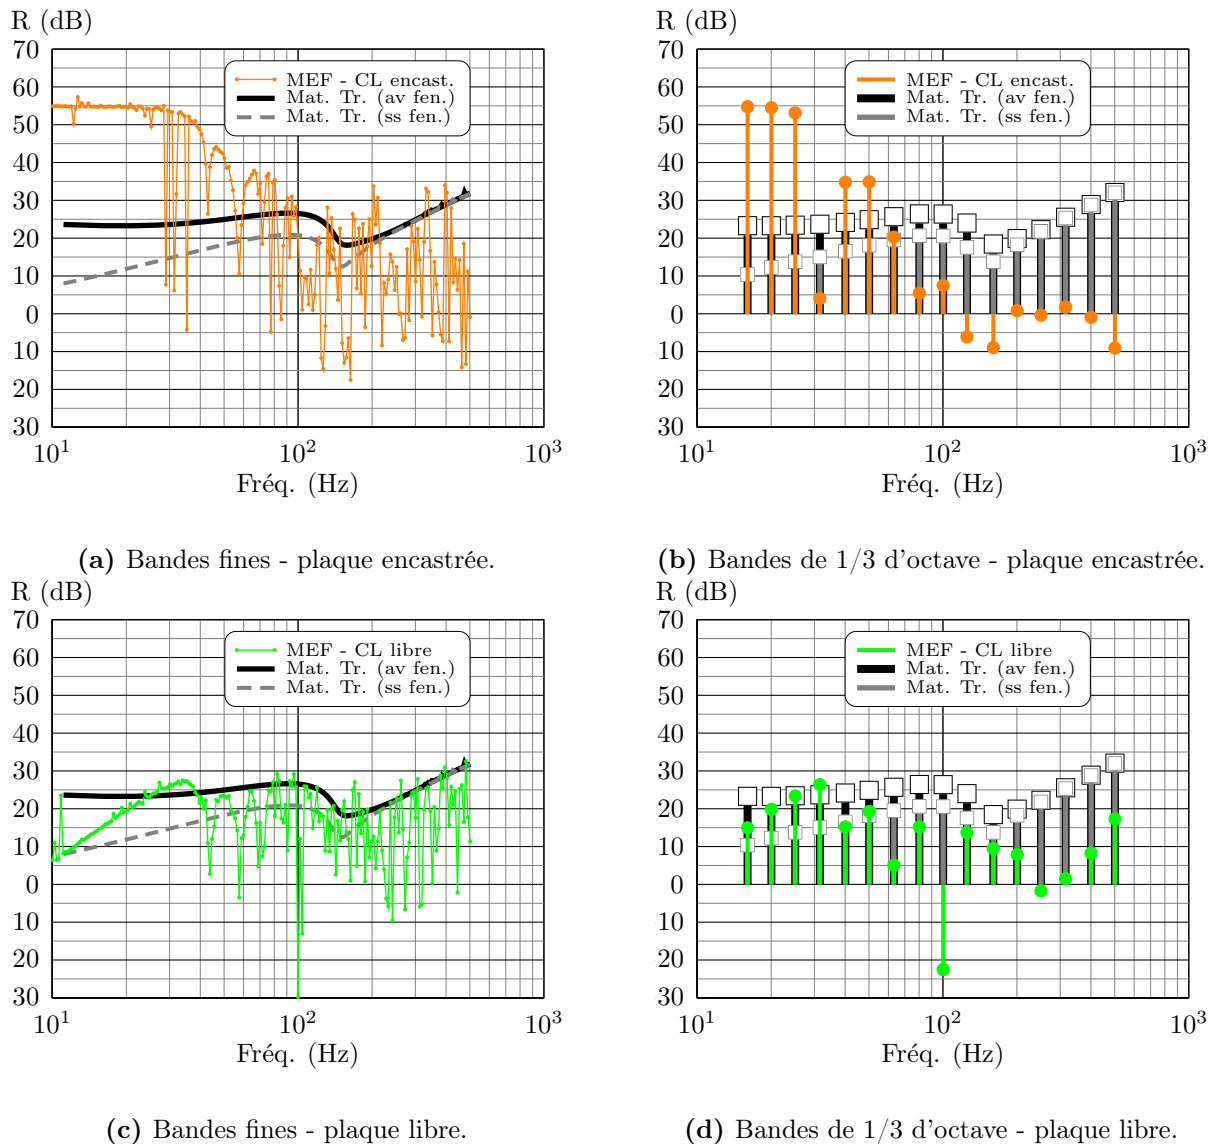 R (dB)
70
60
50
40
30
20
10
0
10
20
30
10¹ 10² 10³
Fréq. (Hz)
MEF - CL encast.
Mat. Tr. (av fen.)
Mat. Tr. (ss fen.)
(a) Bandes fines - plaque encastrée.
R (dB)
70
60
50
40
30
20
10
0
10
20
30
10¹ 10² 10³
Fréq. (Hz)
MEF - CL encast.
Mat. Tr. (av fen.)
Mat. Tr. (ss fen.)
(b) Bandes de 1/3 d'octave - plaque encastrée.
R (dB)
70
60
50
40
30
20
10
0
10
20
30
10¹ 10² 10³
Fréq. (Hz)
MEF - CL libre
Mat. Tr. (av fen.)
Mat. Tr. (ss fen.)
(c) Bandes fines - plaque libre.
R (dB)
70
60
50
40
30
20
10
0
10
20
30
10¹ 10² 10³
Fréq. (Hz)
MEF - CL libre
Mat. Tr. (av fen.)
Mat. Tr. (ss fen.)
(d) Bandes de 1/3 d'octave - plaque libre.